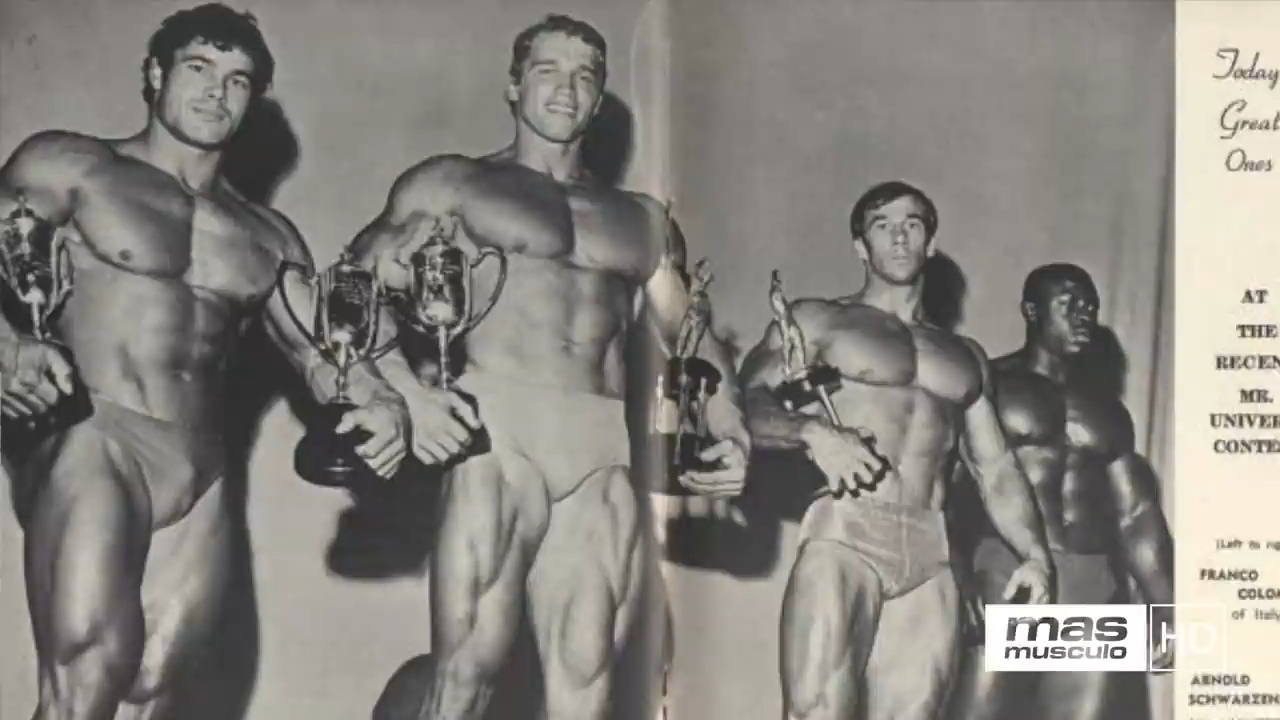 Today
Great
Ones
AT
THE
RECEN
MR.
UNIVER
CONTE
(Left to rig
FRANCO
COLO
of Italy
ARNOLD
SCHWARZEN
mas
musculo
HD